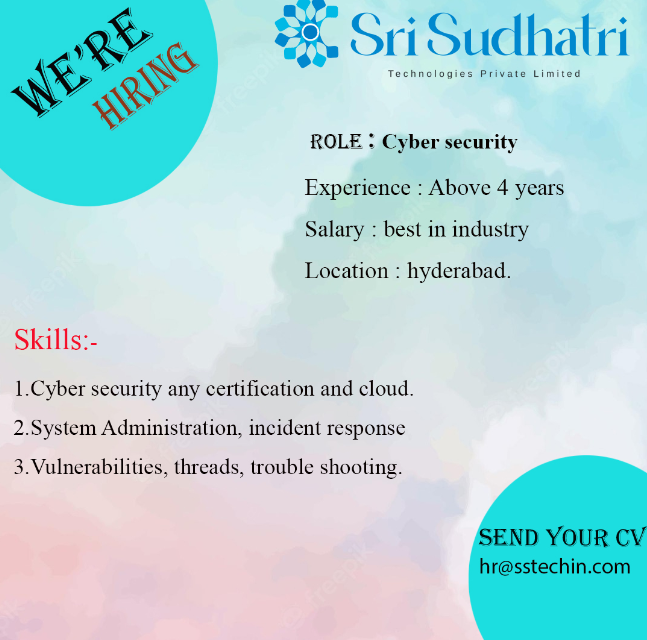 WE'RE
HIRING
Sri Sudhatri
Technologies Private Limited
ROLE : Cyber security
Experience : Above 4 years
Salary : best in industry
Location : hyderabad.
Skills:-
1.Cyber security any certification and cloud.
2.System Administration, incident response
3.Vulnerabilities, threads, trouble shooting.
SEND YOUR CV
hr@sstechin.com